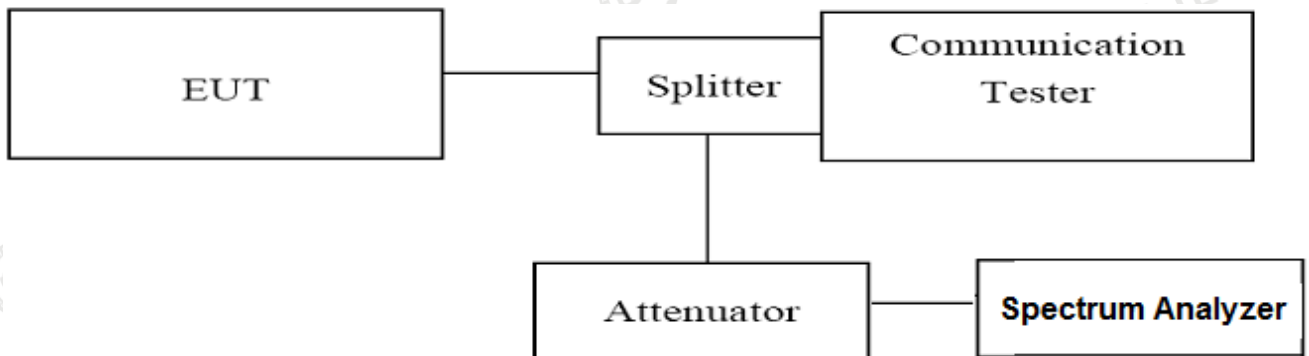 EUT
Splitter
Communication
Tester
Attenuator
Spectrum Analyzer